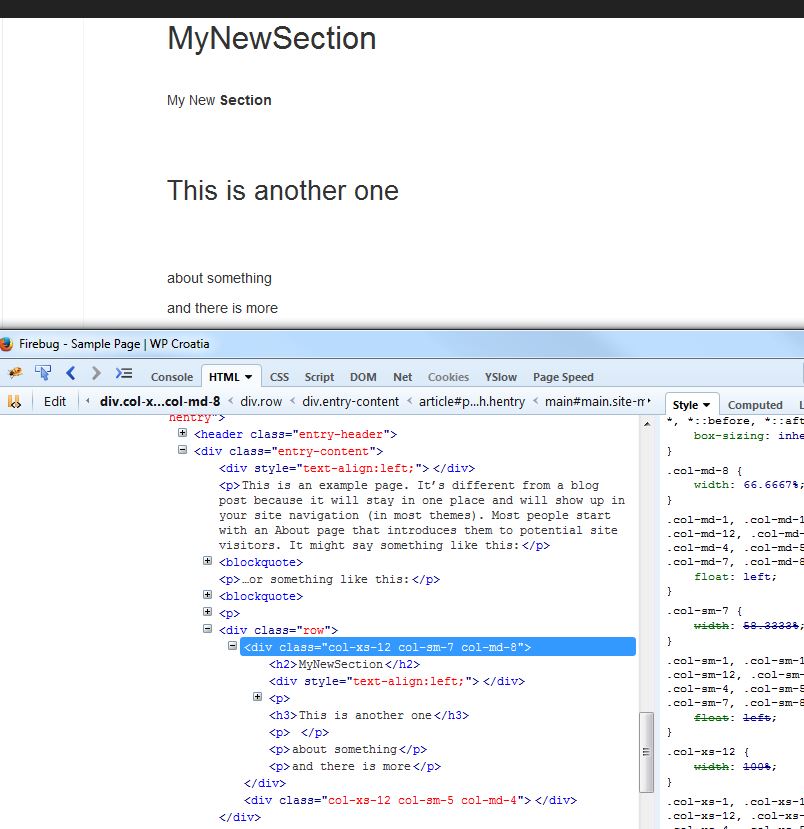 MyNewSection
My New Section
This is another one
about something
and there is more
Firebug - Sample Page | WP Croatia
Console HTML CSS Script DOM Net Cookies YSlow Page Speed
Edit div.col-x...col-md-8 < div.row < div.entry-content < article#p...h.hentry < main#main.site-m
Style Computed L
hentry">
<header class="entry-header">
<div class="entry-content">
<div style="text-align:left;"> </div>
<p>This is an example page. It’s different from a blog
post because it will stay in one place and will show up in
your site navigation (in most themes). Most people start
with an About page that introduces them to potential site
visitors. It might say something like this:</p>
<blockquote>
<p>…or something like this:</p>
<blockquote>
<p>
<div class="row">
<div class="col-xs-12 col-sm-7 col-md-8">
<h2>MyNewSection</h2>
<div style="text-align:left;"> </div>
<p>
<h3>This is another one</h3>
<p> </p>
<p>about something</p>
<p>and there is more</p>
</div>
<div class="col-xs-12 col-sm-5 col-md-4"> </div>
</div>
*, *::before, *::aft
box-sizing: inhe
}
.col-md-8 {
width: 66.6667%;
}
.col-md-1, .col-md-1
.col-md-12, .col-md-
.col-md-4, .col-md-5
.col-md-7, .col-md-8
float: left;
}
.col-sm-7 {
width: 58.3333%;
}
.col-sm-1, .col-sm-1
.col-sm-12, .col-sm-
.col-sm-4, .col-sm-5
.col-sm-7, .col-sm-8
float: left;
}
.col-xs-12 {
width: 100%;
}
.col-xs-1, .col-xs-1
.col-xs-12, .col-xs-